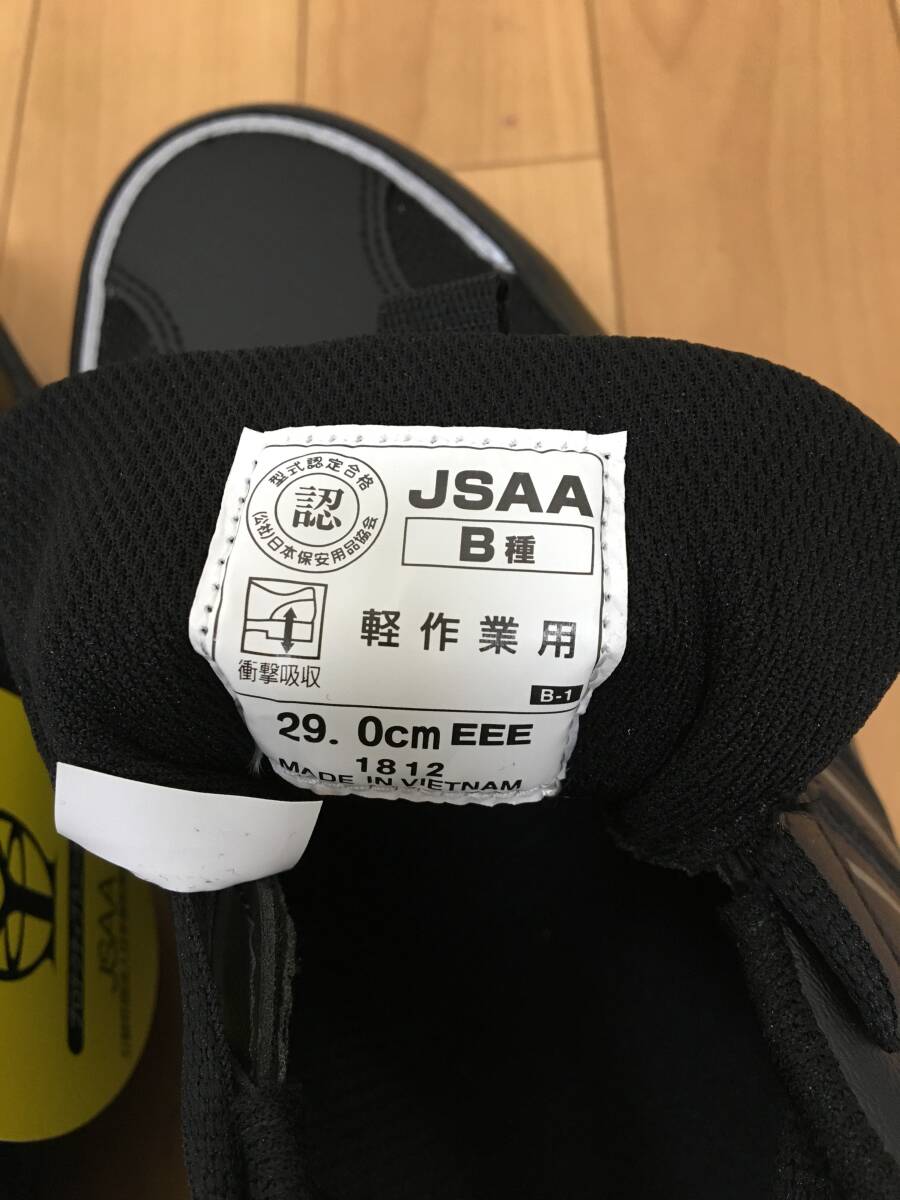 型式認定合格
認
(公社)日本保安用品協会
JSAA
B種
軽作業用
衝撃吸収
B-1
29.0cm EEE
1812
MADE IN VIETNAM
JSAA